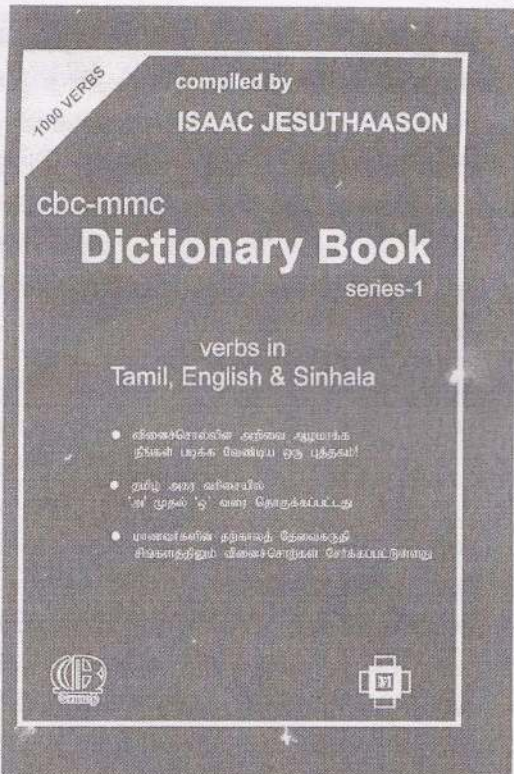 1000 VERBS
compiled by
ISAAC JESUTHAASON
cbc-mmc
Dictionary Book
series-1
verbs in
Tamil, English & Sinhala
● வினைச்சொல்லின் அறிவை ஆழமாக்க
நீங்கள் படிக்க வேண்டிய ஒரு புத்தகம்!
● தமிழ் அகர வரிசையில்
'அ' முதல் 'ஒ' வரை தொகுக்கப்பட்டது
● மாணவர்களின் தற்காலத் தேவைகருதி
சிங்களத்திலும் வினைச்சொற்கள் சேர்க்கப்பட்டுள்ளது